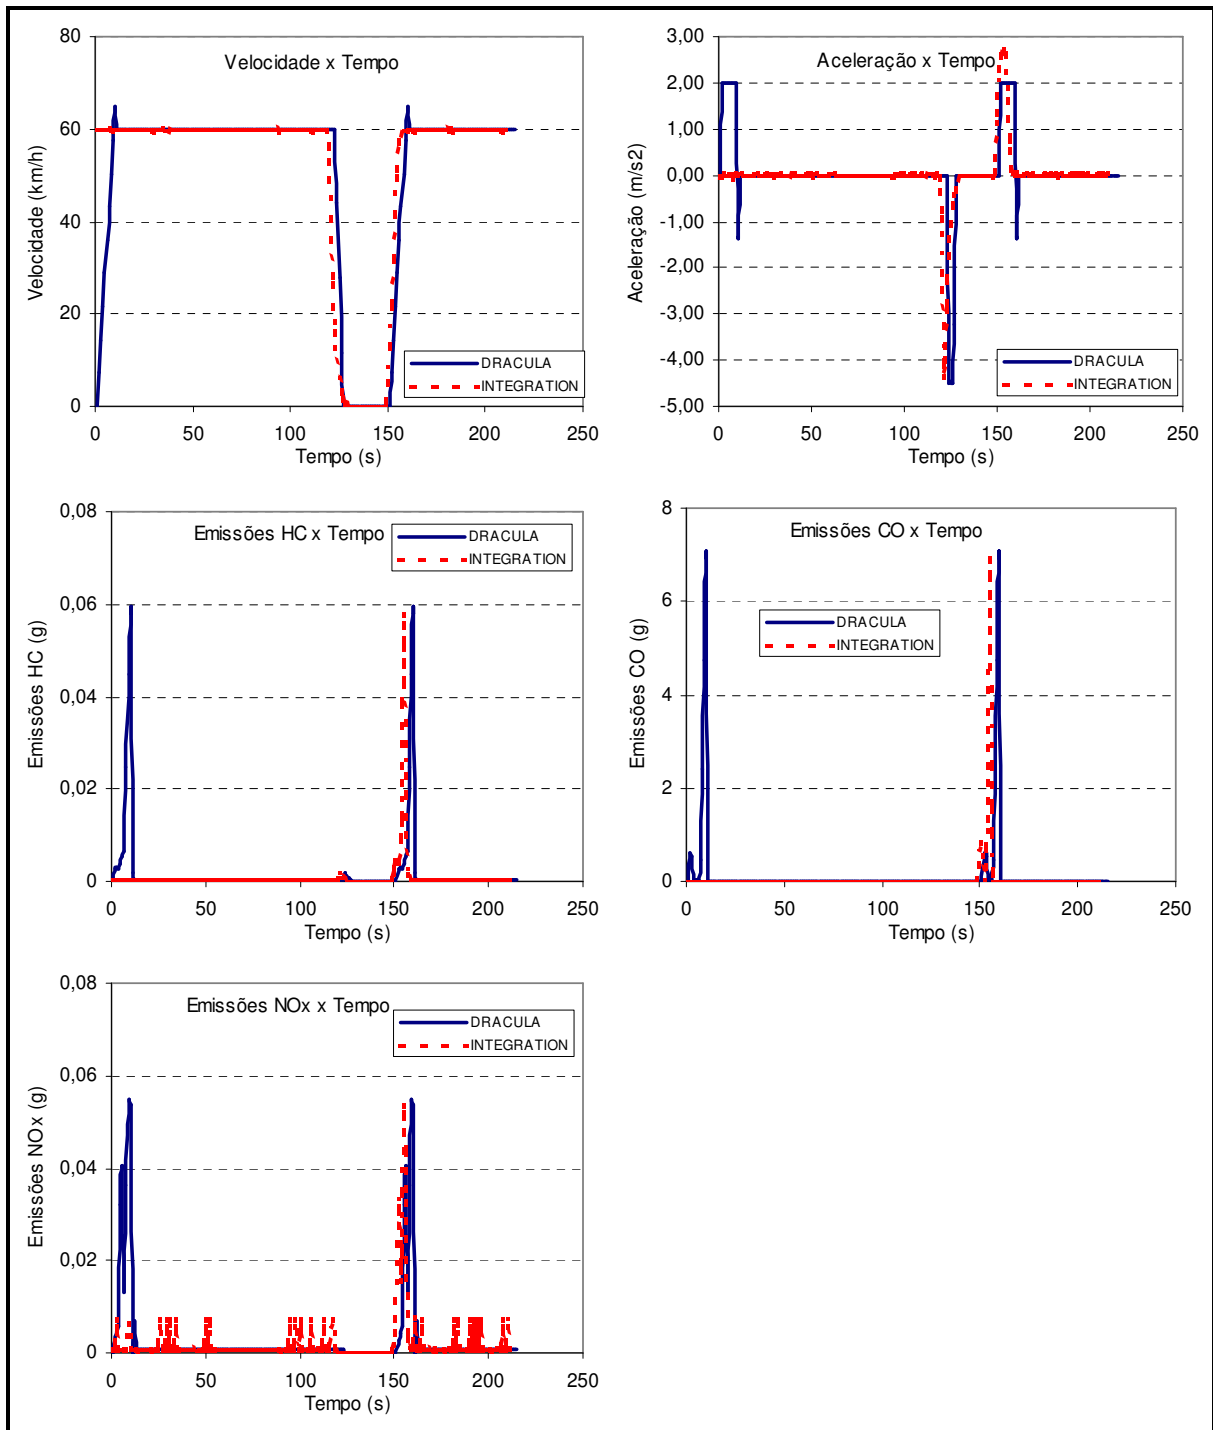 Velocidade x Tempo
Velocidade (km/h)
80
60
40
20
0
0 50 100 150 200 250
Tempo (s)
DRACULA
INTEGRATION
Aceleração x Tempo
Aceleração (m/s2)
3,00
2,00
1,00
0,00
-1,00
-2,00
-3,00
-4,00
-5,00
0 50 100 150 200 250
Tempo (s)
DRACULA
INTEGRATION
Emissões HC x Tempo
Emissões HC (g)
0,08
0,06
0,04
0,02
0
0 50 100 150 200 250
Tempo (s)
DRACULA
INTEGRATION
Emissões CO x Tempo
Emissões CO (g)
8
6
4
2
0
0 50 100 150 200 250
Tempo (s)
DRACULA
INTEGRATION
Emissões NOx x Tempo
Emissões NOx (g)
0,08
0,06
0,04
0,02
0
0 50 100 150 200 250
Tempo (s)
DRACULA
INTEGRATION